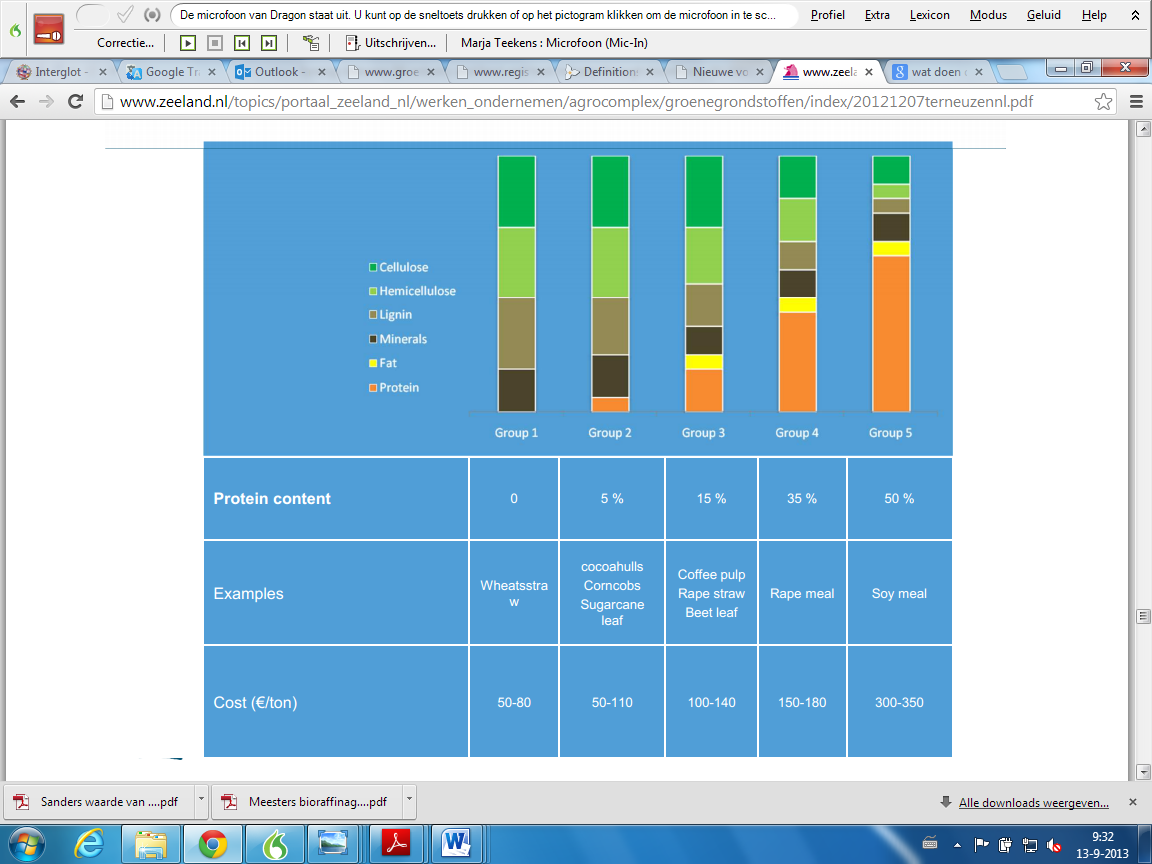 De microfoon van Dragon staat uit. U kunt op de sneltoets drukken of op het pictogram klikken om de microfoon in te sc...
Profiel Extra Lexicon Modus Geluid Help
Correctie... Uitschrijven... Marja Teekens : Microfoon (Mic-In)
Interglot - Google Tr Outlook - www.groe www.regis Definition Nieuwe vo www.zeela wat doen
www.zeeland.nl/topics/portaal_zeeland_nl/werken_ondernemen/agrocomplex/groenegrondstoffen/index/20121207terneuzennl.pdf
Cellulose
Hemicellulose
Lignin
Minerals
Fat
Protein
Group 1 Group 2 Group 3 Group 4 Group 5
Protein content 0 5 % 15 % 35 % 50 %
Examples
Wheatsstra
w
cocoahulls
Corncobs
Sugarcane
leaf
Coffee pulp
Rape straw
Beet leaf
Rape meal
Soy meal
Cost (€/ton) 50-80 50-110 100-140 150-180 300-350
Sanders waarde van ....pdf Meesters bioraffinag....pdf Alle downloads weergeven...
9:32
13-9-2013